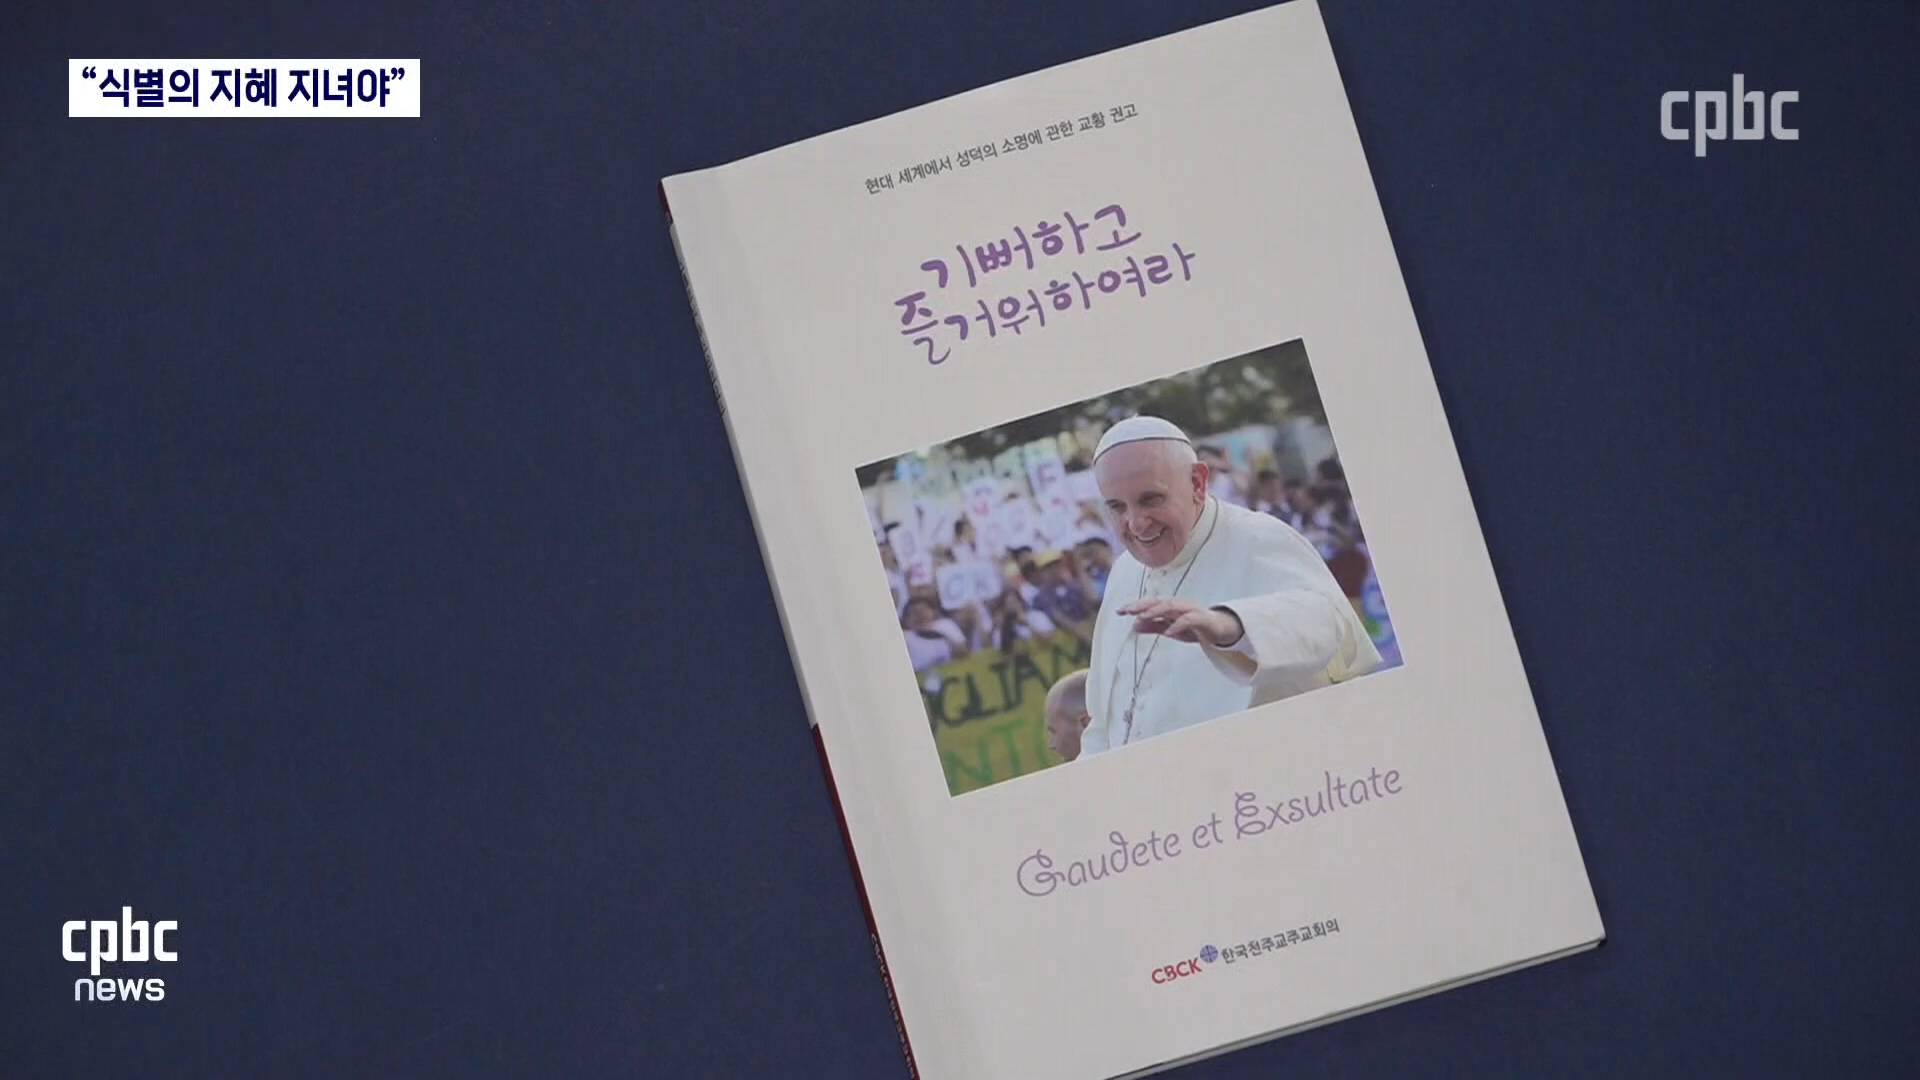 “식별의 지혜 지녀야”
cpbc
현대 세계에서 성덕의 소명에 관한 교황 권고
기뻐하고
즐거워하여라
OGLIAM
NTO
Gaudete et Exsultate
CBCK 한국천주교주교회의
cpbc
news